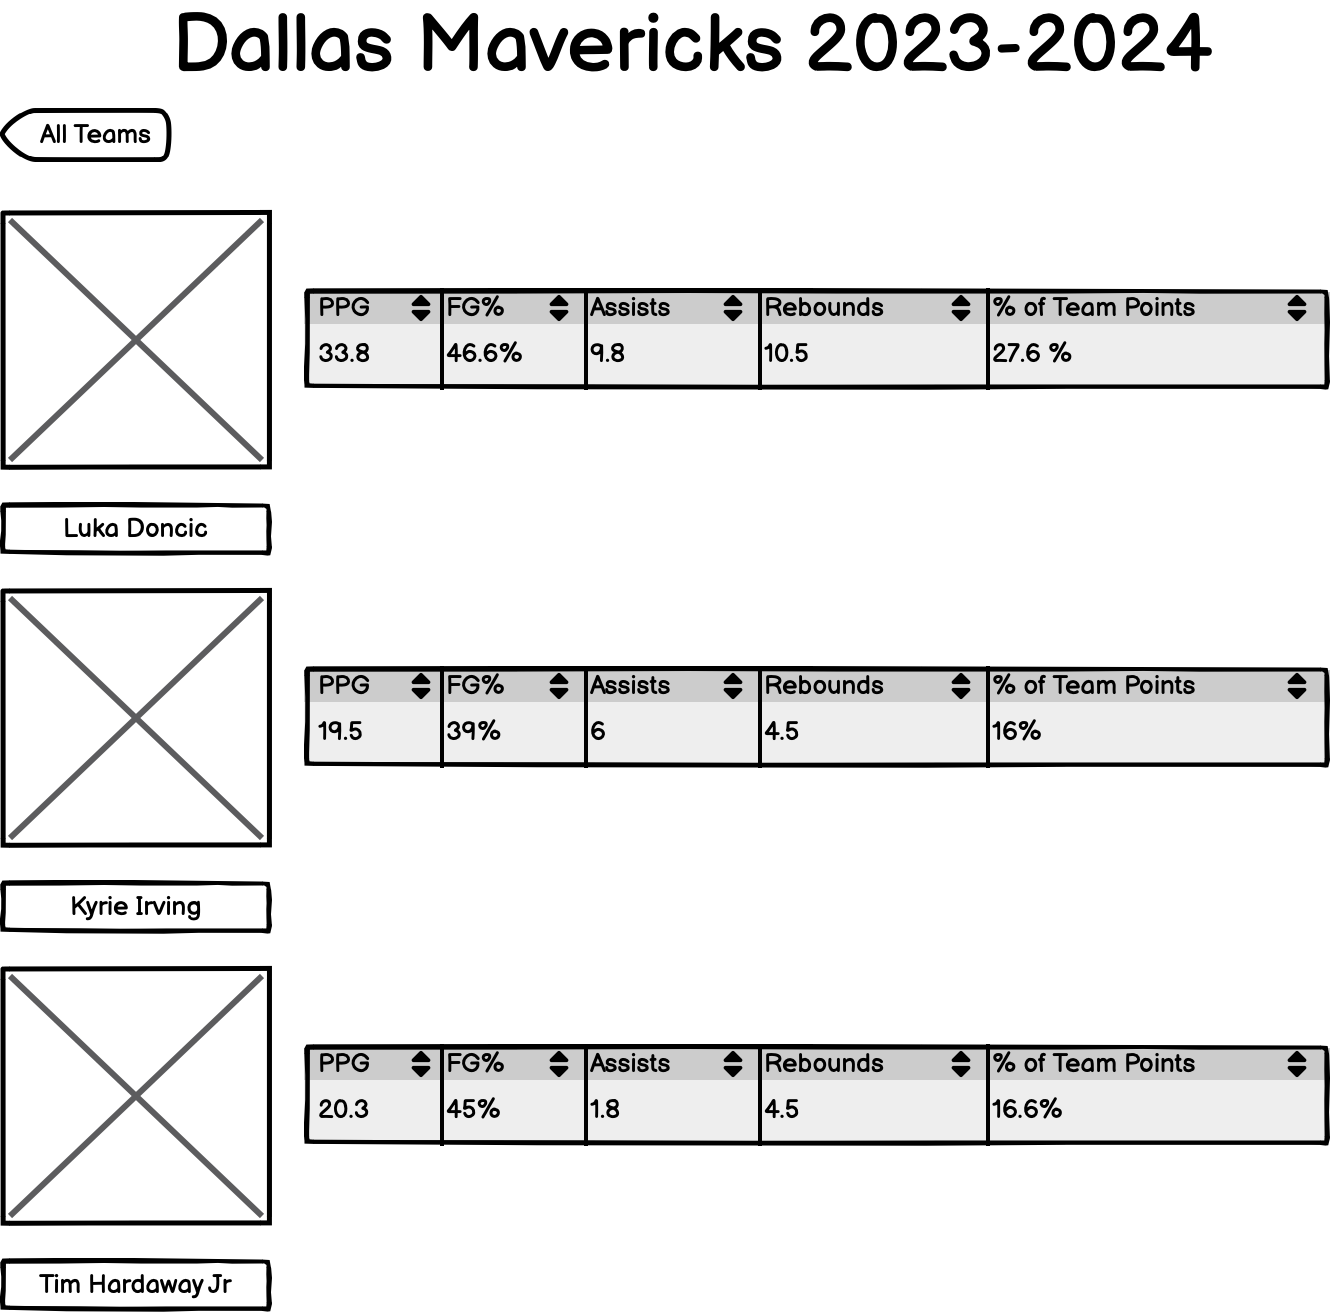 Dallas Mavericks 2023-2024
All Teams
PPG FG% Assists Rebounds % of Team Points
33.8 46.6% 9.8 10.5 27.6 %
Luka Doncic
PPG FG% Assists Rebounds % of Team Points
19.5 39% 6 4.5 16%
Kyrie Irving
PPG FG% Assists Rebounds % of Team Points
20.3 45% 1.8 4.5 16.6%
Tim Hardaway Jr